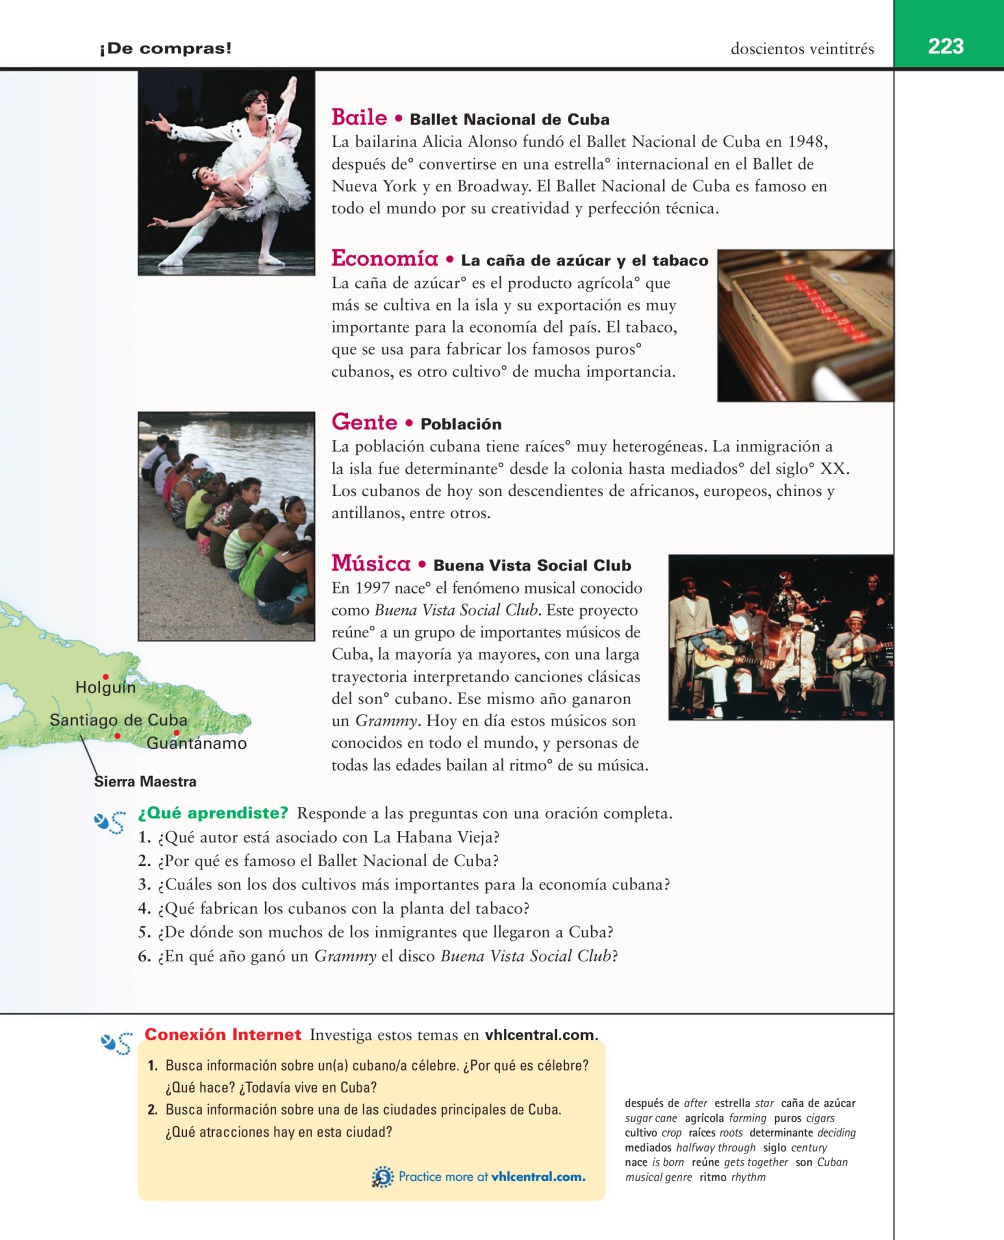 ¡De compras!
doscientos veintitrés
223
Baile • Ballet Nacional de Cuba
La bailarina Alicia Alonso fundó el Ballet Nacional de Cuba en 1948,
después de° convertirse en una estrella° internacional en el Ballet de
Nueva York y en Broadway. El Ballet Nacional de Cuba es famoso en
todo el mundo por su creatividad y perfección técnica.
Economía • La caña de azúcar y el tabaco
La caña de azúcar° es el producto agrícola° que
más se cultiva en la isla y su exportación es muy
importante para la economía del país. El tabaco,
que se usa para fabricar los famosos puros°
cubanos, es otro cultivo° de mucha importancia.
Gente • Población
La población cubana tiene raíces° muy heterogéneas. La inmigración a
la isla fue determinante° desde la colonia hasta mediados° del siglo° XX.
Los cubanos de hoy son descendientes de africanos, europeos, chinos y
antillanos, entre otros.
Música • Buena Vista Social Club
En 1997 nace° el fenómeno musical conocido
como Buena Vista Social Club. Este proyecto
reúne° a un grupo de importantes músicos de
Cuba, la mayoría ya mayores, con una larga
trayectoria interpretando canciones clásicas
del son° cubano. Ese mismo año ganaron
un Grammy. Hoy en día estos músicos son
conocidos en todo el mundo, y personas de
todas las edades bailan al ritmo° de su música.
Holguín
Santiago de Cuba
Guantánamo
Sierra Maestra
¿Qué aprendiste? Responde a las preguntas con una oración completa.
1. ¿Qué autor está asociado con La Habana Vieja?
2. ¿Por qué es famoso el Ballet Nacional de Cuba?
3. ¿Cuáles son los dos cultivos más importantes para la economía cubana?
4. ¿Qué fabrican los cubanos con la planta del tabaco?
5. ¿De dónde son muchos de los inmigrantes que llegaron a Cuba?
6. ¿En qué año ganó un Grammy el disco Buena Vista Social Club?
Conexión Internet Investiga estos temas en vhlcentral.com.
1. Busca información sobre un(a) cubano/a célebre. ¿Por qué es célebre?
¿Qué hace? ¿Todavía vive en Cuba?
2. Busca información sobre una de las ciudades principales de Cuba.
¿Qué atracciones hay en esta ciudad?
Practice more at vhlcentral.com.
después de after estrella star caña de azúcar
sugar cane agrícola farming puros cigars
cultivo crop raíces roots determinante deciding
mediados halfway through siglo century
nace is born reúne gets together son Cuban
musical genre ritmo rhythm